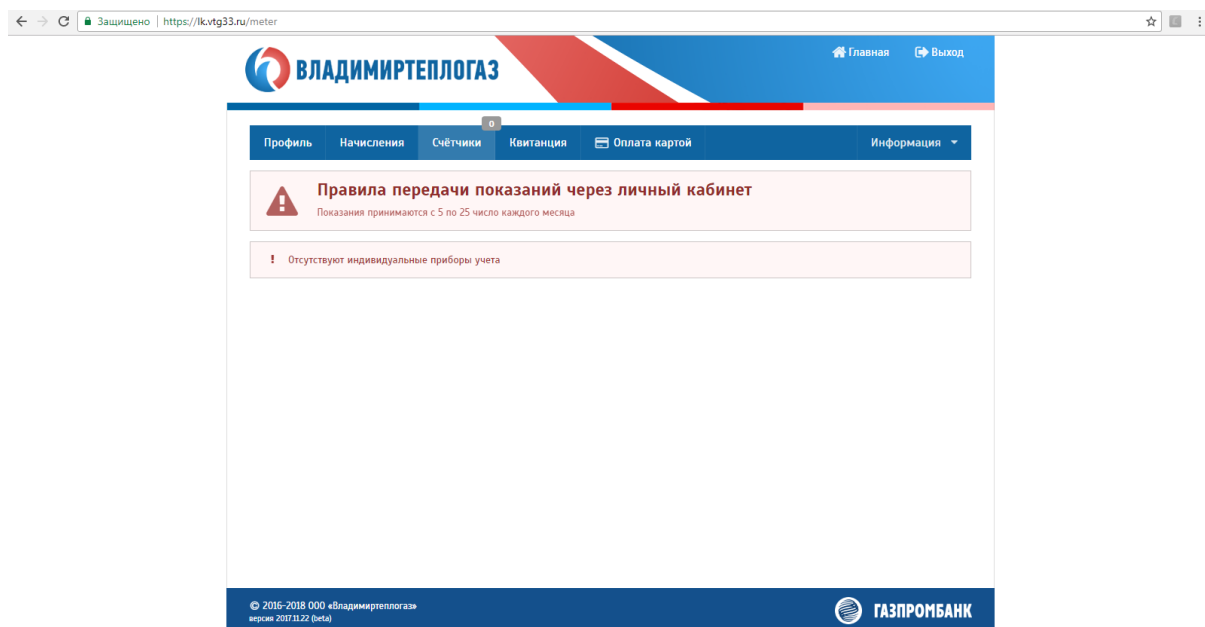 Защищено | https://lk.vtg33.ru/meter
Главная Выход
ВЛАДИМИРТЕПЛОГАЗ
0
Профиль Начисления Счётчики Квитанция Оплата картой Информация
Правила передачи показаний через личный кабинет
Показания принимаются с 5 по 25 число каждого месяца
! Отсутствуют индивидуальные приборы учета
© 2016-2018 ООО «Владимиртеплогаз»
версия 2017.11.22 (beta)
ГАЗПРОМБАНК